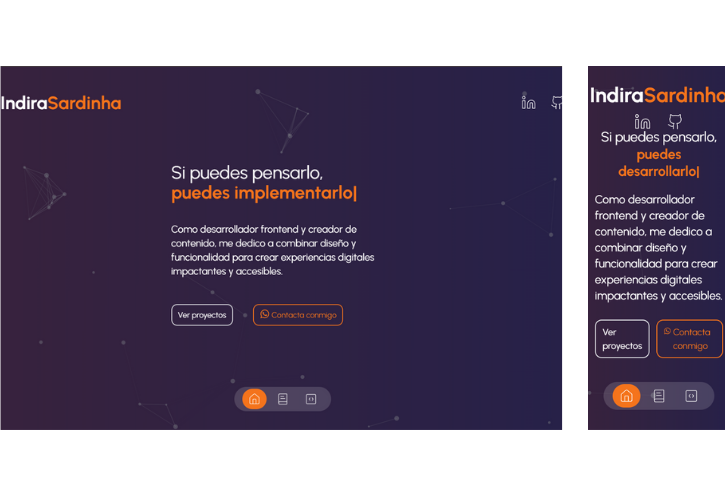 IndiraSardinha
Si puedes pensarlo,
puedes implementarlo|
Como desarrollador frontend y creador de
contenido, me dedico a combinar diseño y
funcionalidad para crear experiencias digitales
impactantes y accesibles.
Ver proyectos
Contacta conmigo
IndiraSardinha
Si puedes pensarlo,
puedes
desarrollarlo|
Como desarrollador
frontend y creador de
contenido, me dedico a
combinar diseño y
funcionalidad para crear
experiencias digitales
impactantes y accesibles.
Ver
proyectos
Contacta
conmigo